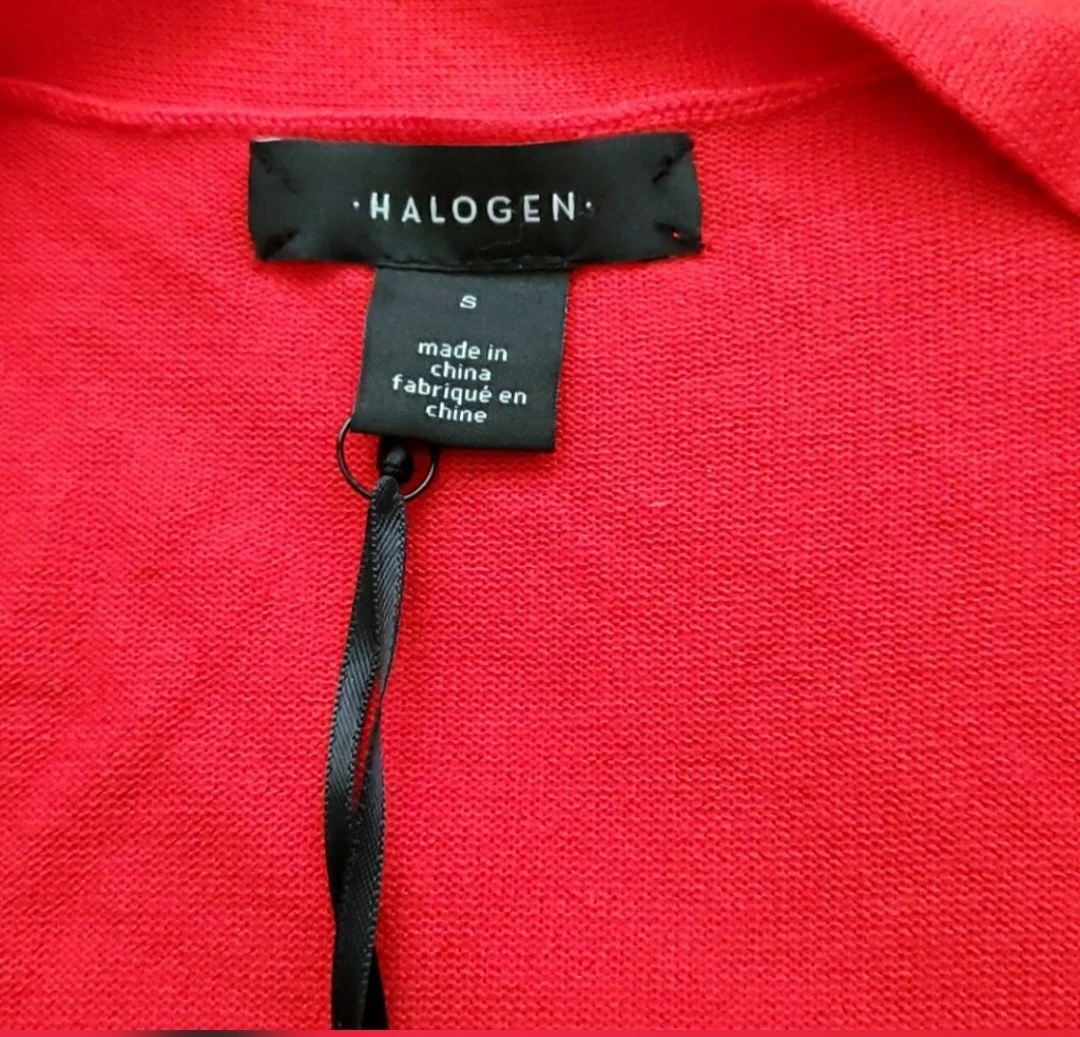 ·HALOGEN·
S
made in
china
fabriqué en
chine